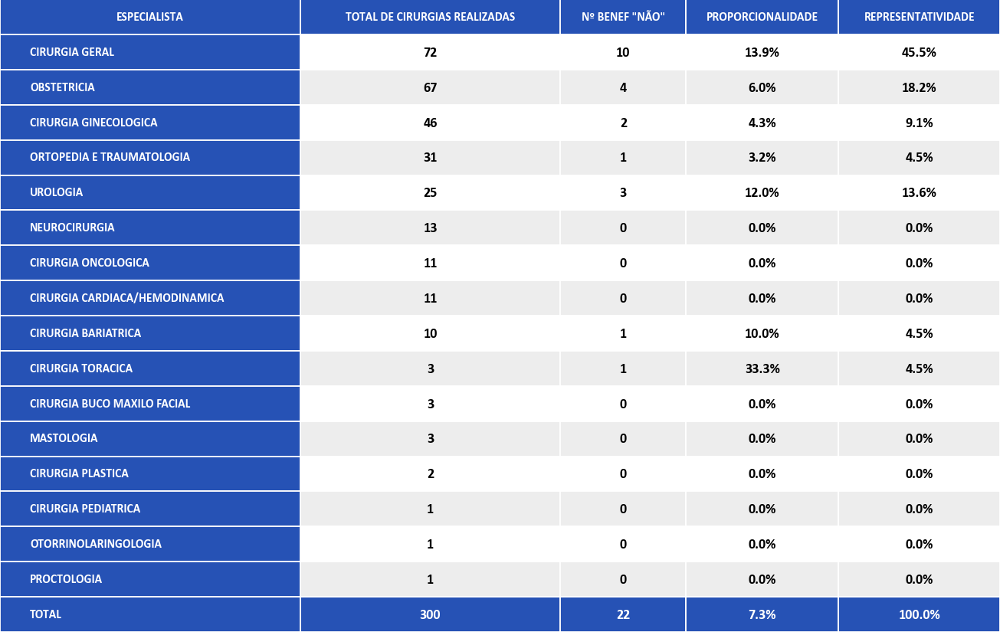 ESPECIALISTA TOTAL DE CIRURGIAS REALIZADAS Nº BENEF "NÃO" PROPORCIONALIDADE REPRESENTATIVIDADE
CIRURGIA GERAL 72 10 13.9% 45.5%
OBSTETRICIA 67 4 6.0% 18.2%
CIRURGIA GINECOLOGICA 46 2 4.3% 9.1%
ORTOPEDIA E TRAUMATOLOGIA 31 1 3.2% 4.5%
UROLOGIA 25 3 12.0% 13.6%
NEUROCIRURGIA 13 0 0.0% 0.0%
CIRURGIA ONCOLOGICA 11 0 0.0% 0.0%
CIRURGIA CARDIACA/HEMODINAMICA 11 0 0.0% 0.0%
CIRURGIA BARIATRICA 10 1 10.0% 4.5%
CIRURGIA TORACICA 3 1 33.3% 4.5%
CIRURGIA BUCO MAXILO FACIAL 3 0 0.0% 0.0%
MASTOLOGIA 3 0 0.0% 0.0%
CIRURGIA PLASTICA 2 0 0.0% 0.0%
CIRURGIA PEDIATRICA 1 0 0.0% 0.0%
OTORRINOLARINGOLOGIA 1 0 0.0% 0.0%
PROCTOLOGIA 1 0 0.0% 0.0%
TOTAL 300 22 7.3% 100.0%